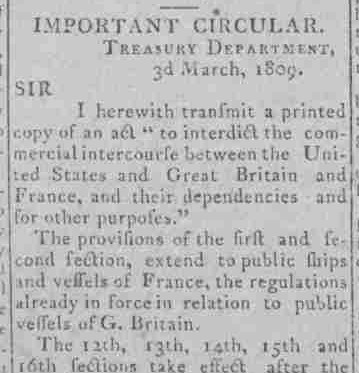 IMPORTANT CIRCULAR.
TREASURY DEPARTMENT,
3d March, 1809.
SIR
I herewith tranſmit a printed
copy of an act " to interdict the com-
mercial intercourſe between the Uni-
ted States and Great Britain and
France, and their dependencies and
for other purpoſes."
The proviſions of the firſt and ſe-
cond ſection, extend to public ſhips
and veſſels of France, the regulations
already in force in relation to public
veſſels of G. Britain.
The 12th, 13th, 14th, 15th and
16th ſections take effect after the